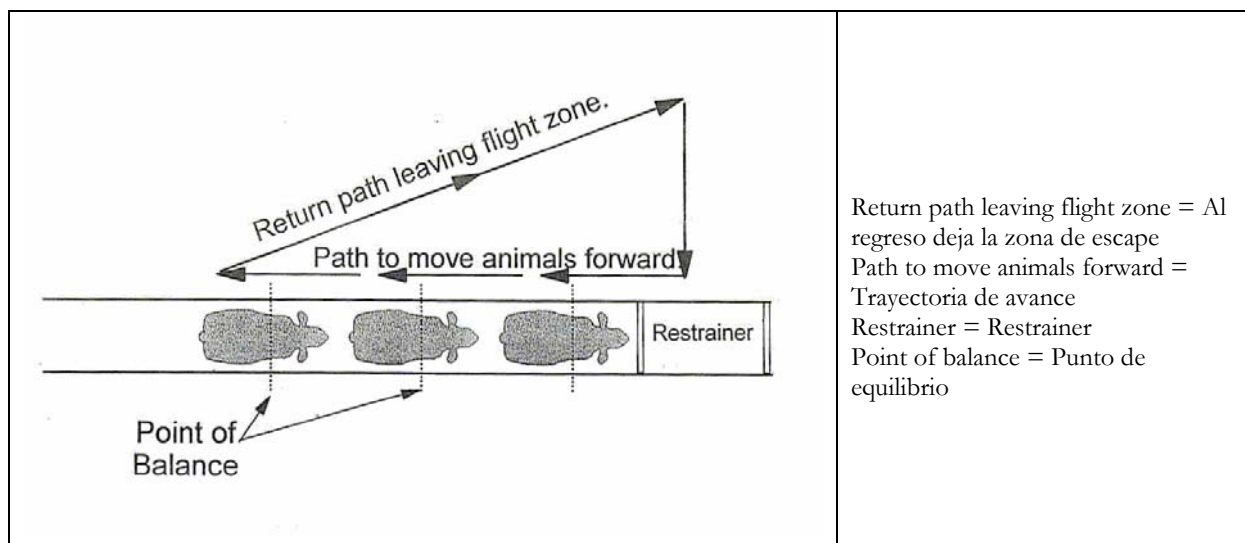 Return path leaving flight zone.
Path to move animals forward.
Restrainer
Point of
Balance
Return path leaving flight zone = Al
regreso deja la zona de escape
Path to move animals forward =
Trayectoria de avance
Restrainer = Restrainer
Point of balance = Punto de
equilibrio